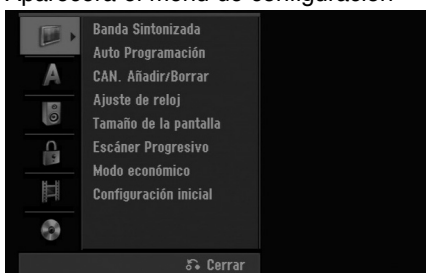 Aparecerá el menú de configuración
Banda Sintonizada
Auto Programación
A
CAN. Añadir/Borrar
Ajuste de reloj
Tamaño de la pantalla
Escáner Progresivo
Modo económico
Configuración inicial
Cerrar